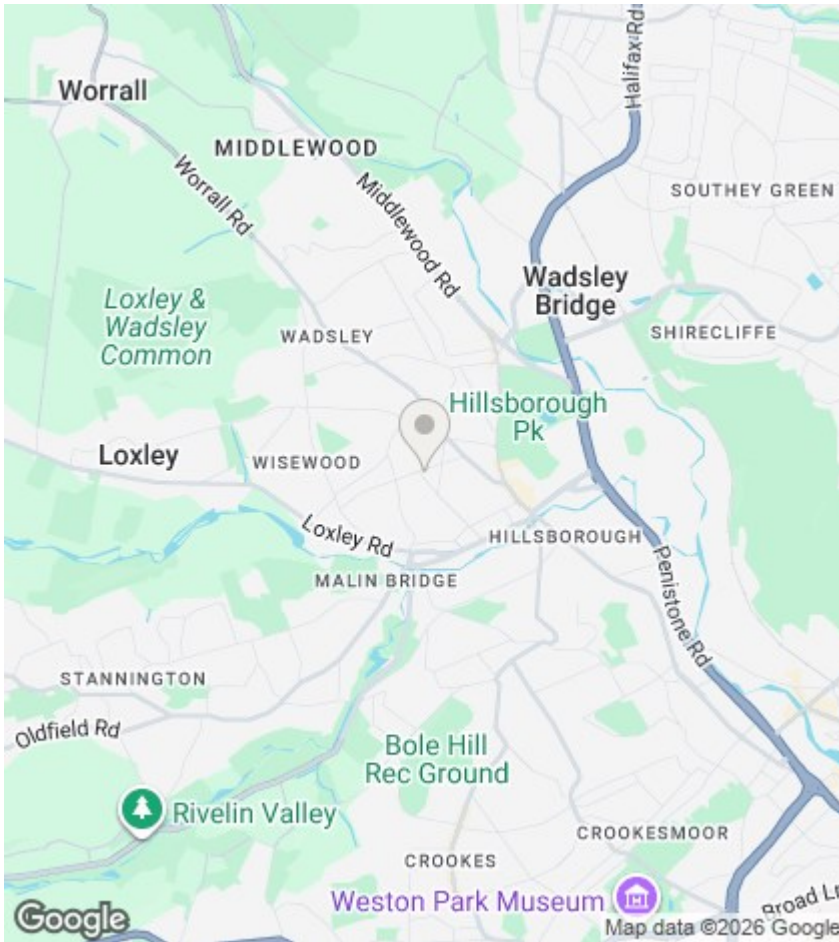 Halifax Rd
Worrall
MIDDLEWOOD
Worrall Rd
Middlewood Rd
SOUTHEY GREEN
Wadsley
Bridge
Loxley &
Wadsley
Common
WADSLEY
SHIRECLIFFE
Hillsborough
Pk
Loxley
WISEWOOD
Loxley Rd
HILLSBOROUGH
MALIN BRIDGE
Penistone Rd
STANNINGTON
Oldfield Rd
Bole Hill
Rec Ground
Rivelin Valley
CROOKESMOOR
CROOKES
Weston Park Museum
Broad Ln
Google
Map data ©2026 Google